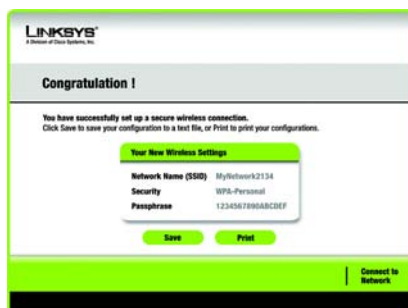 LINKSYS®
A Division of Cisco Systems, Inc.
Congratulation !
You have successfully set up a secure wireless connection.
Click Save to save your configuration to a text file, or Print to print your configurations.
Your New Wireless Settings
Network Name (SSID) MyNetwork2134
Security WPA-Personal
Passphrase 1234567890ABCDEF
Save Print
Connect to
Network